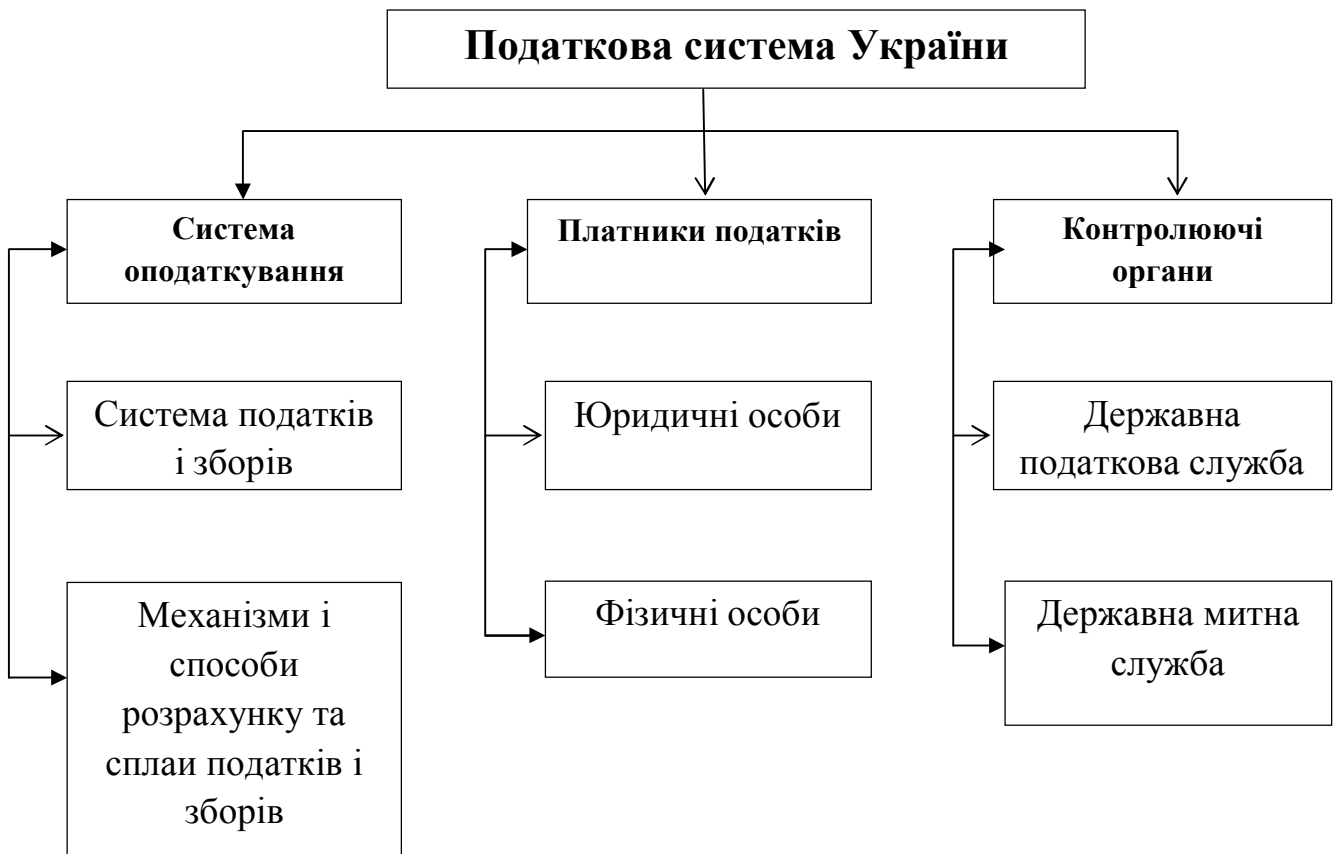 Податкова система України
Система
оподаткування
Платники податків
Контролюючі
органи
Система податків
і зборів
Юридичні особи
Державна
податкова служба
Механізми і
способи
розрахунку та
сплаи податків і
зборів
Фізичні особи
Державна митна
служба